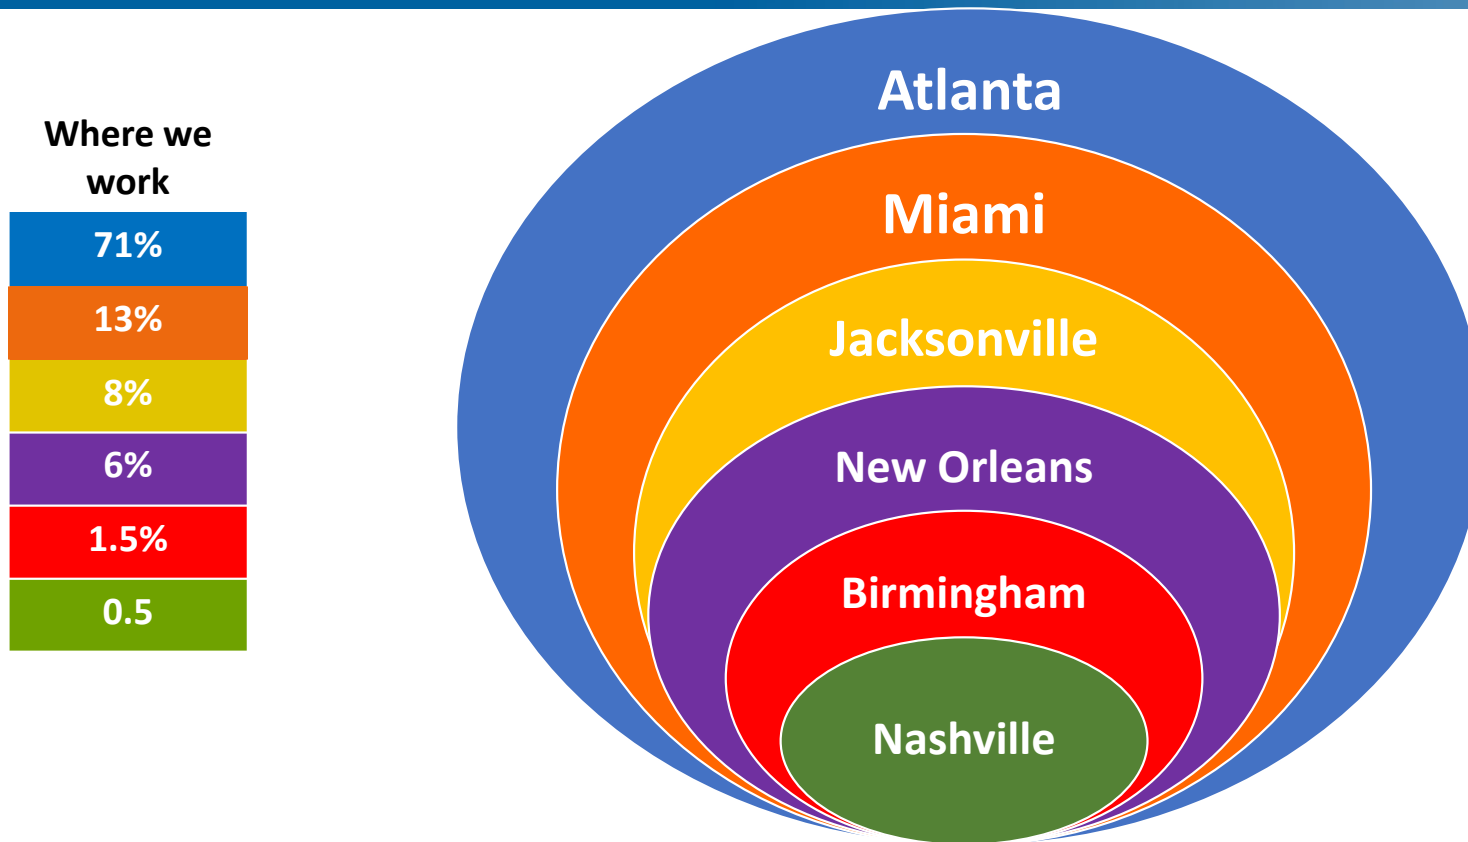 Where we
work
71%
13%
8%
6%
1.5%
0.5
Atlanta
Miami
Jacksonville
New Orleans
Birmingham
Nashville